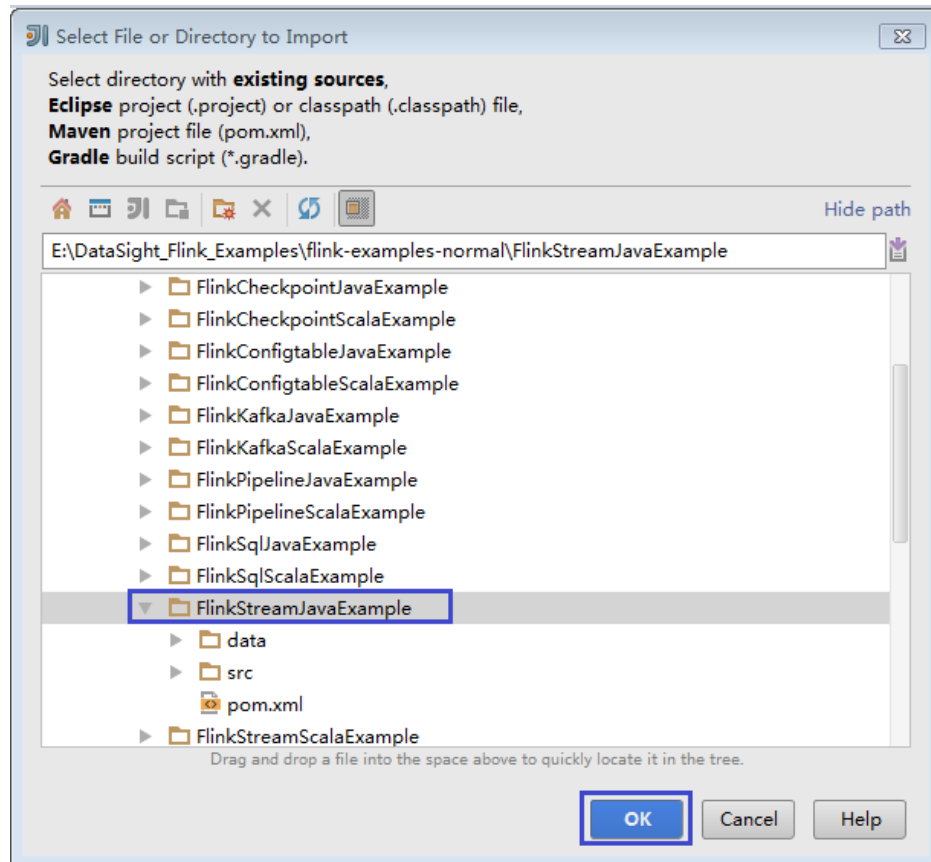 Select File or Directory to Import
Select directory with existing sources,
Eclipse project (.project) or classpath (.classpath) file,
Maven project file (pom.xml),
Gradle build script (*.gradle).
Hide path
E:\DataSight_Flink_Examples\flink-examples-normal\FlinkStreamJavaExample
FlinkCheckpointJavaExample
FlinkCheckpointScalaExample
FlinkConfigtableJavaExample
FlinkConfigtableScalaExample
FlinkKafkaJavaExample
FlinkKafkaScalaExample
FlinkPipelineJavaExample
FlinkPipelineScalaExample
FlinkSqlJavaExample
FlinkSqlScalaExample
FlinkStreamJavaExample
data
src
pom.xml
FlinkStreamScalaExample
Drag and drop a file into the space above to quickly locate it in the tree.
OK Cancel Help